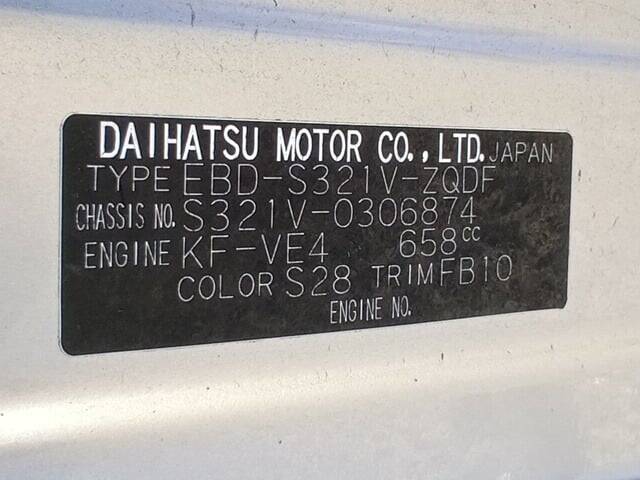 DAIHATSU MOTOR CO., LTD. JAPAN
TYPE EBD-S321V-ZQDF
CHASSIS NO. S321V-0306874
ENGINE KF-VE4 658cc
COLOR S28 TRIM FB10
ENGINE NO.